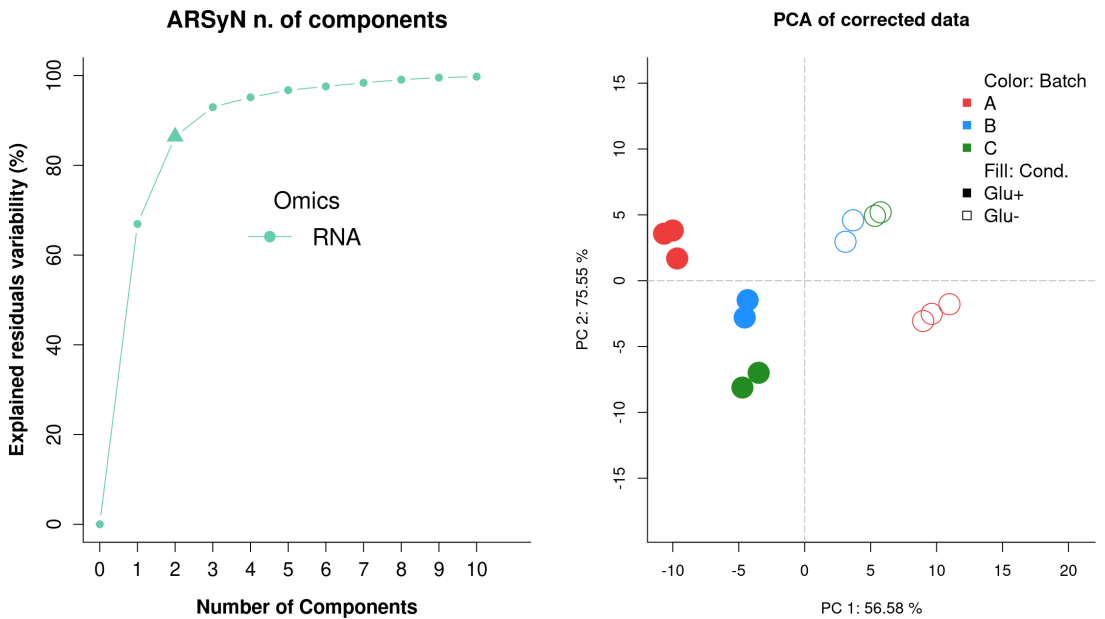 ARSyN n. of components
Explained residuals variability (%)
100
80
60
40
20
0
Omics
RNA
0 1 2 3 4 5 6 7 8 9 10
Number of Components
PCA of corrected data
PC 2: 75.55 %
15
10
5
0
-5
-10
-15
Color: Batch
A
B
C
Fill: Cond.
Glu+
Glu-
-10 -5 0 5 10 15 20
PC 1: 56.58 %